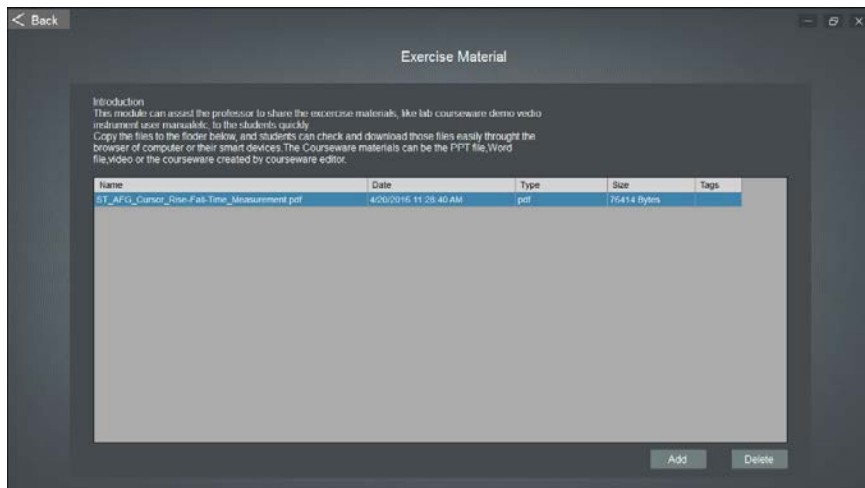 < Back
Exercise Material
Introduction
This module can assist the professor to share the excercise materials, like lab courseware demo vedio
instrument user manualetc, to the students quickly
Copy the files to the floder below, and students can check and download those files easily throught the
browser of computer or their smart devices.The Courseware materials can be the PPT file,Word
file,video or the courseware created by courseware editor.
Name Date Type Size Tags
ST_AFG_Cursor_Rise-Fall-Time_Measurement.pdf 4/20/2016 11:28:40 AM pdf 76414 Bytes
Add Delete